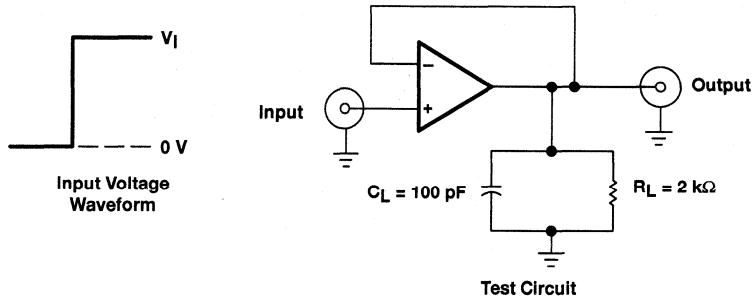 VI
0 V
Input Voltage
Waveform
Input
−
+
Output
CL = 100 pF
RL = 2 kΩ
Test Circuit